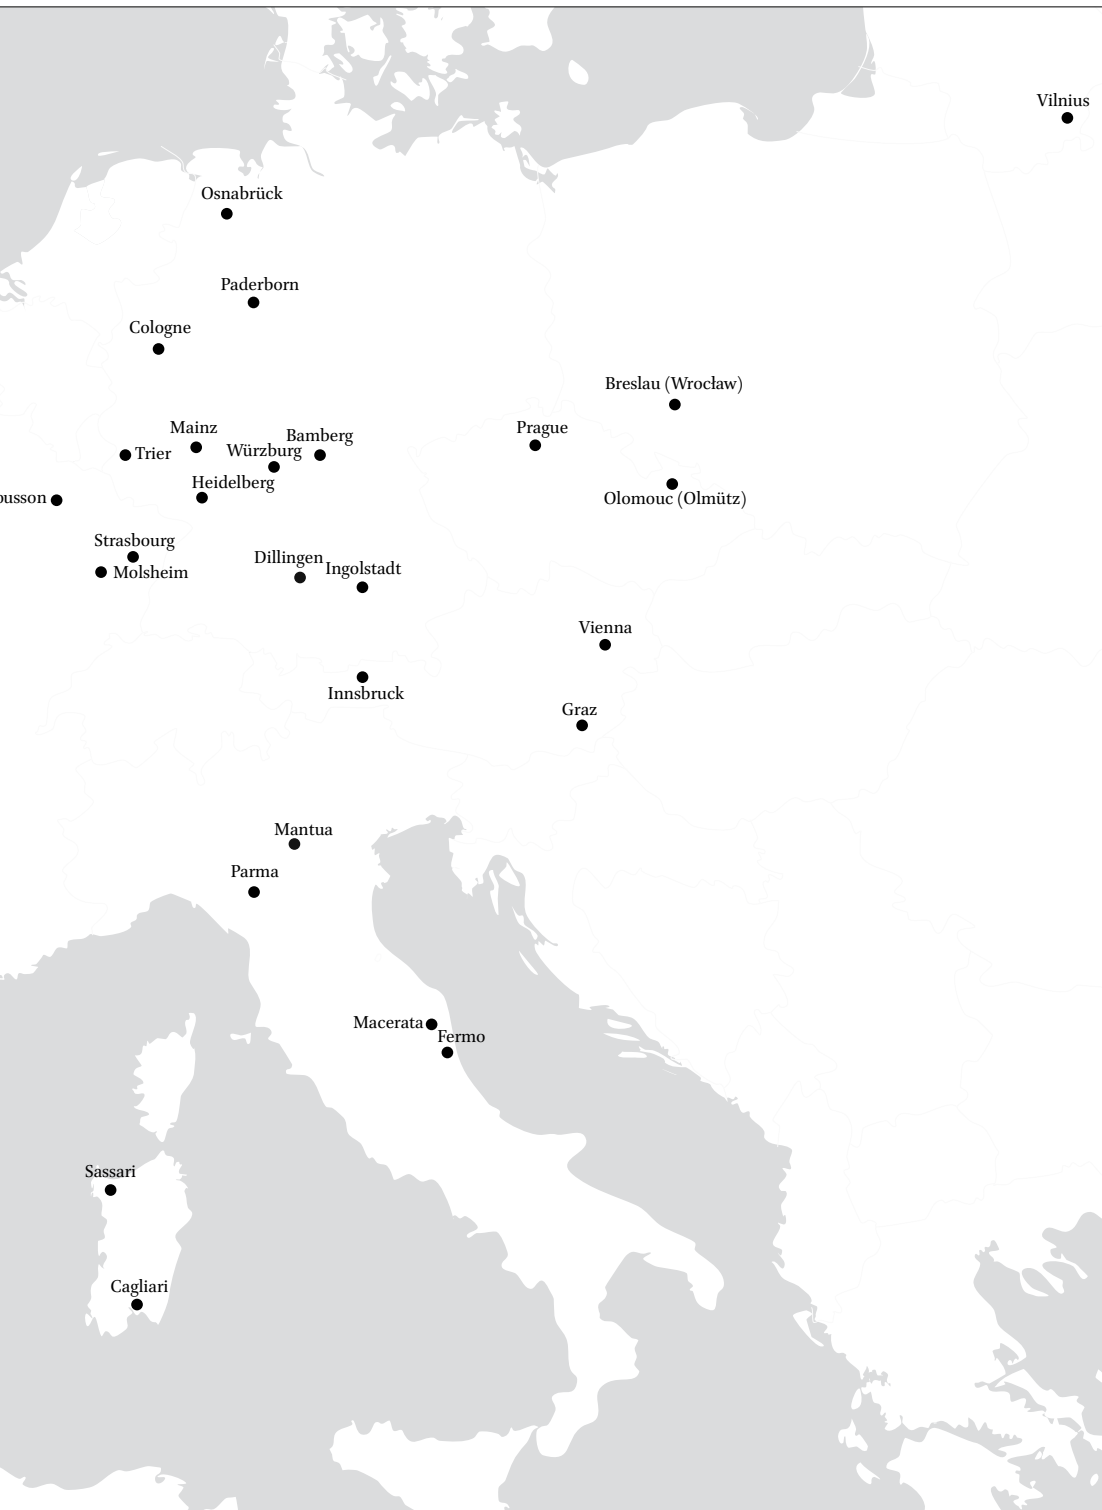 Vilnius
Osnabrück
Paderborn
Cologne
Breslau (Wrocław)
Prague
Mainz
Bamberg
Würzburg
Trier
Heidelberg
Olomouc (Olmütz)
ousson
Strasbourg
Molsheim
Dillingen
Ingolstadt
Vienna
Innsbruck
Graz
Mantua
Parma
Macerata
Fermo
Sassari
Cagliari